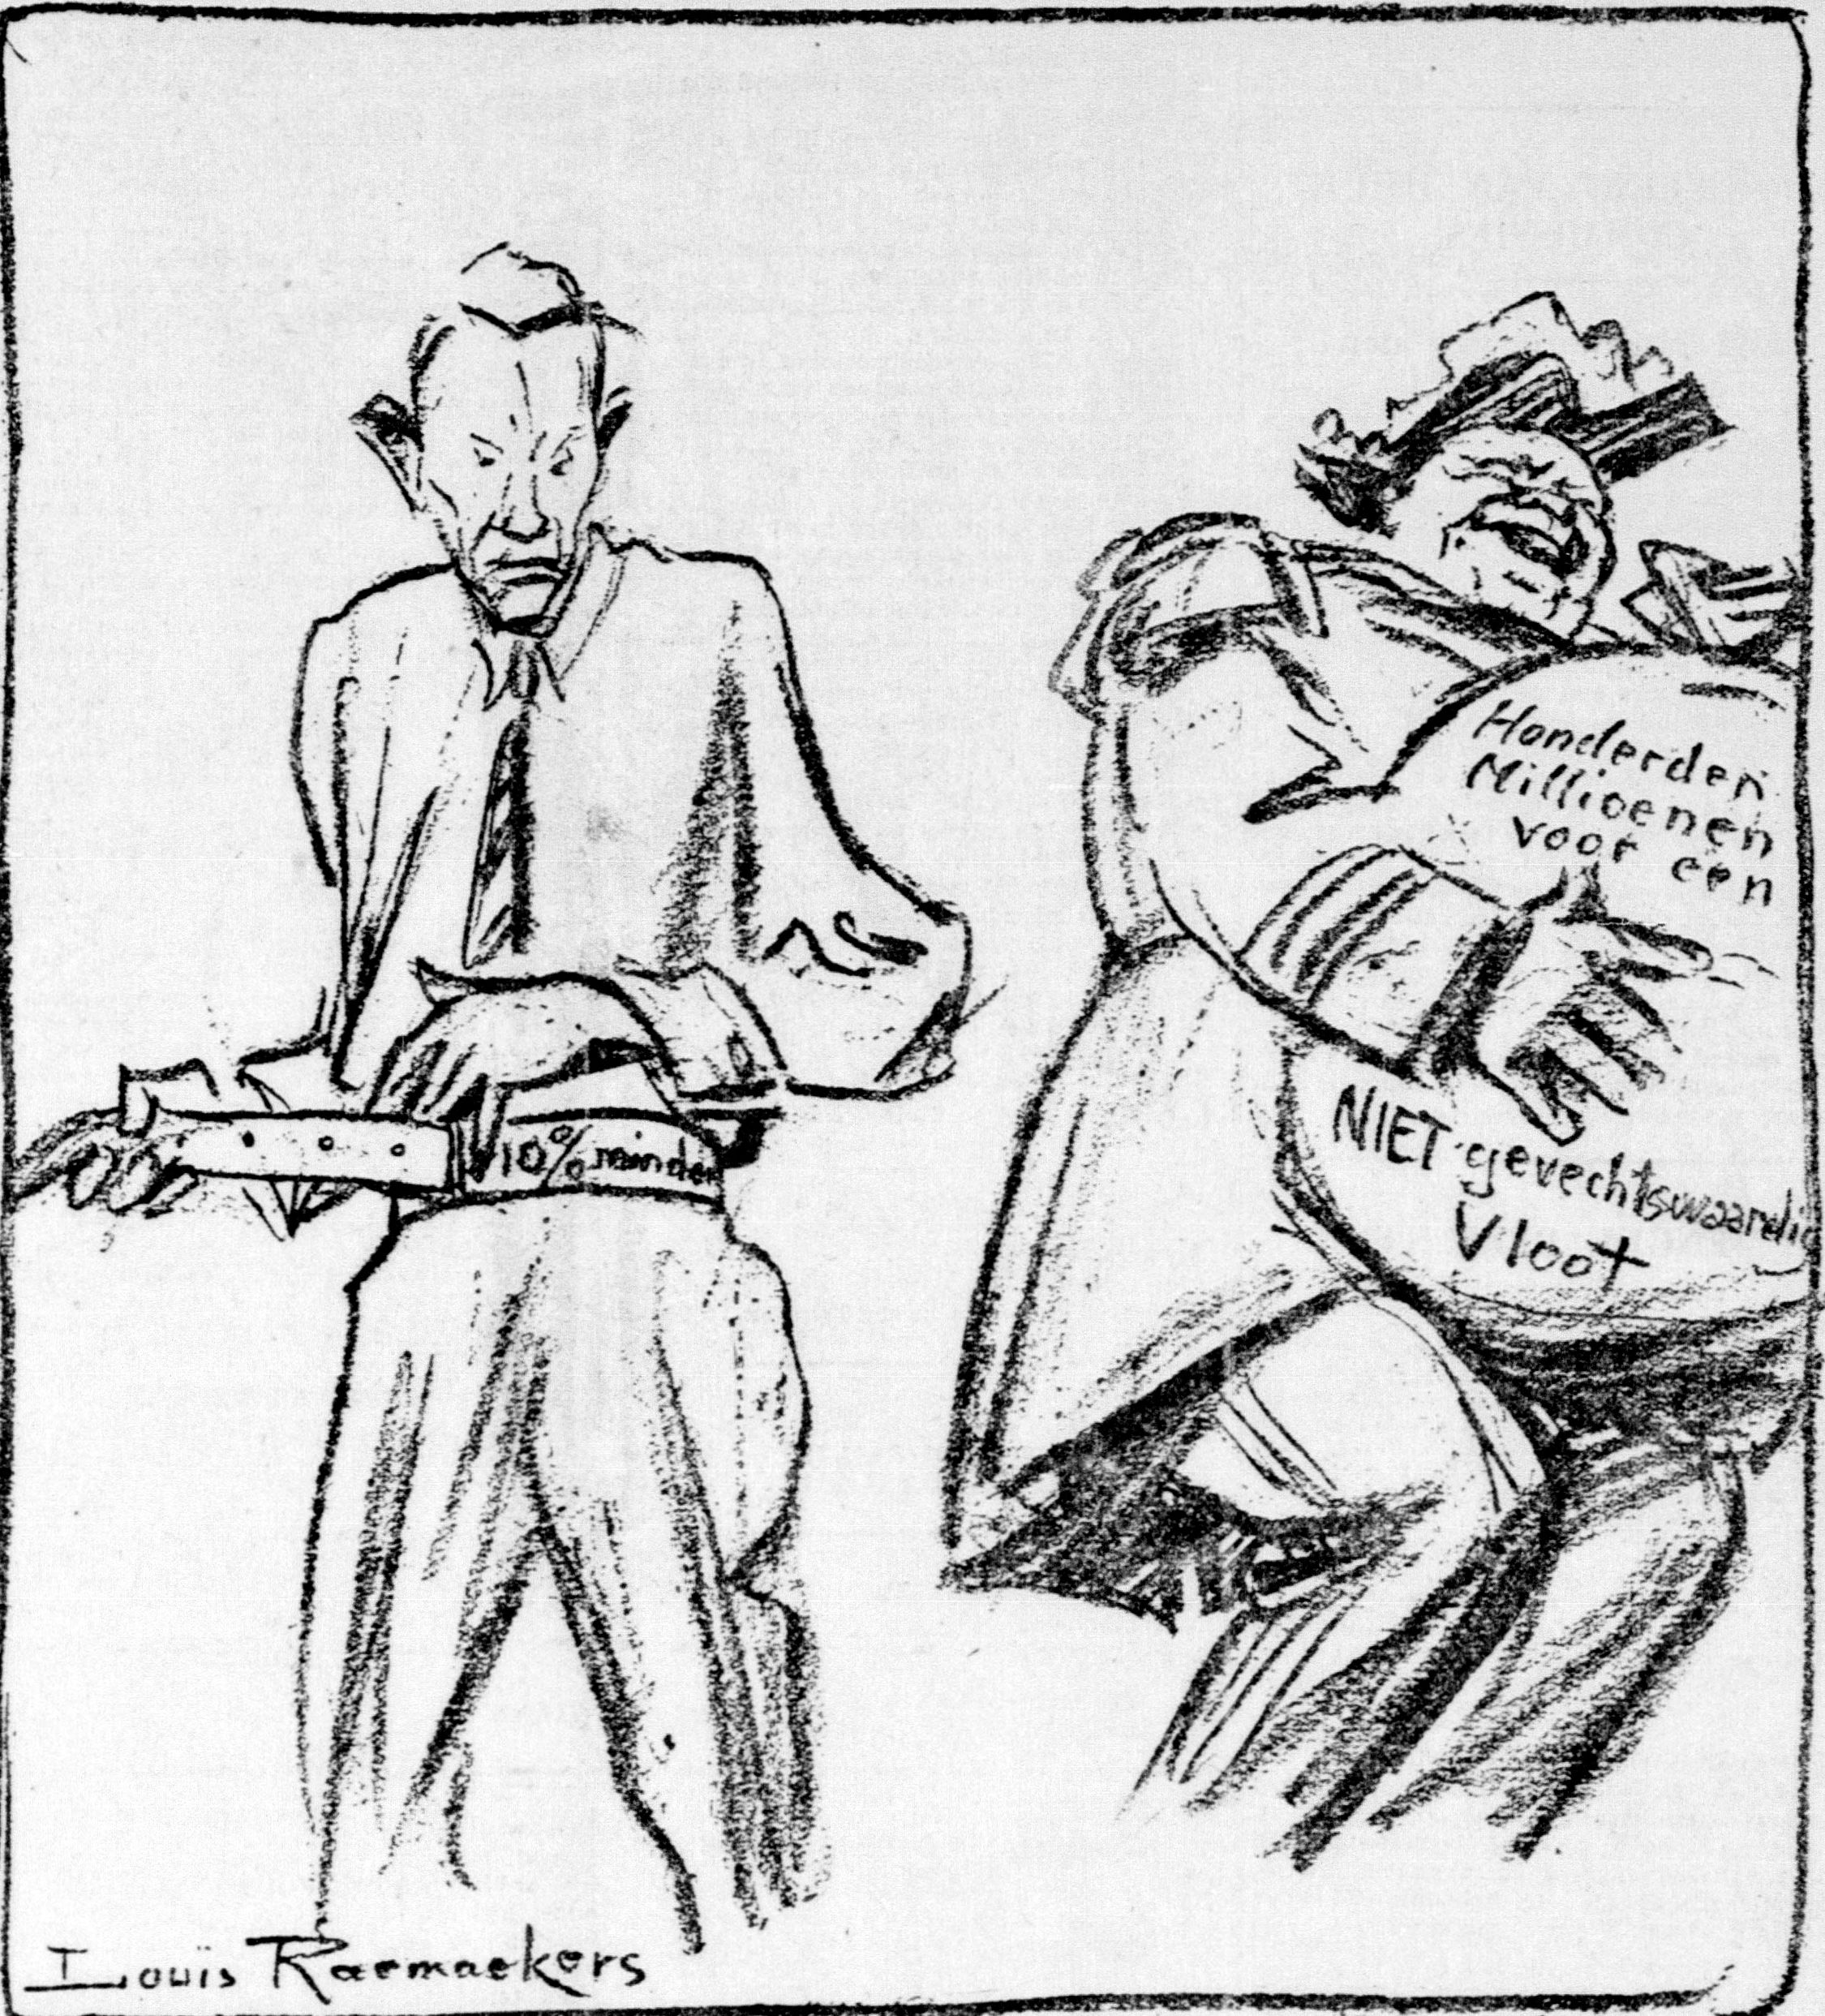 10% minder
Honderden
Millioenen
voor een
NIET gevechtswaardig
Vloot
Louis Raemaekers